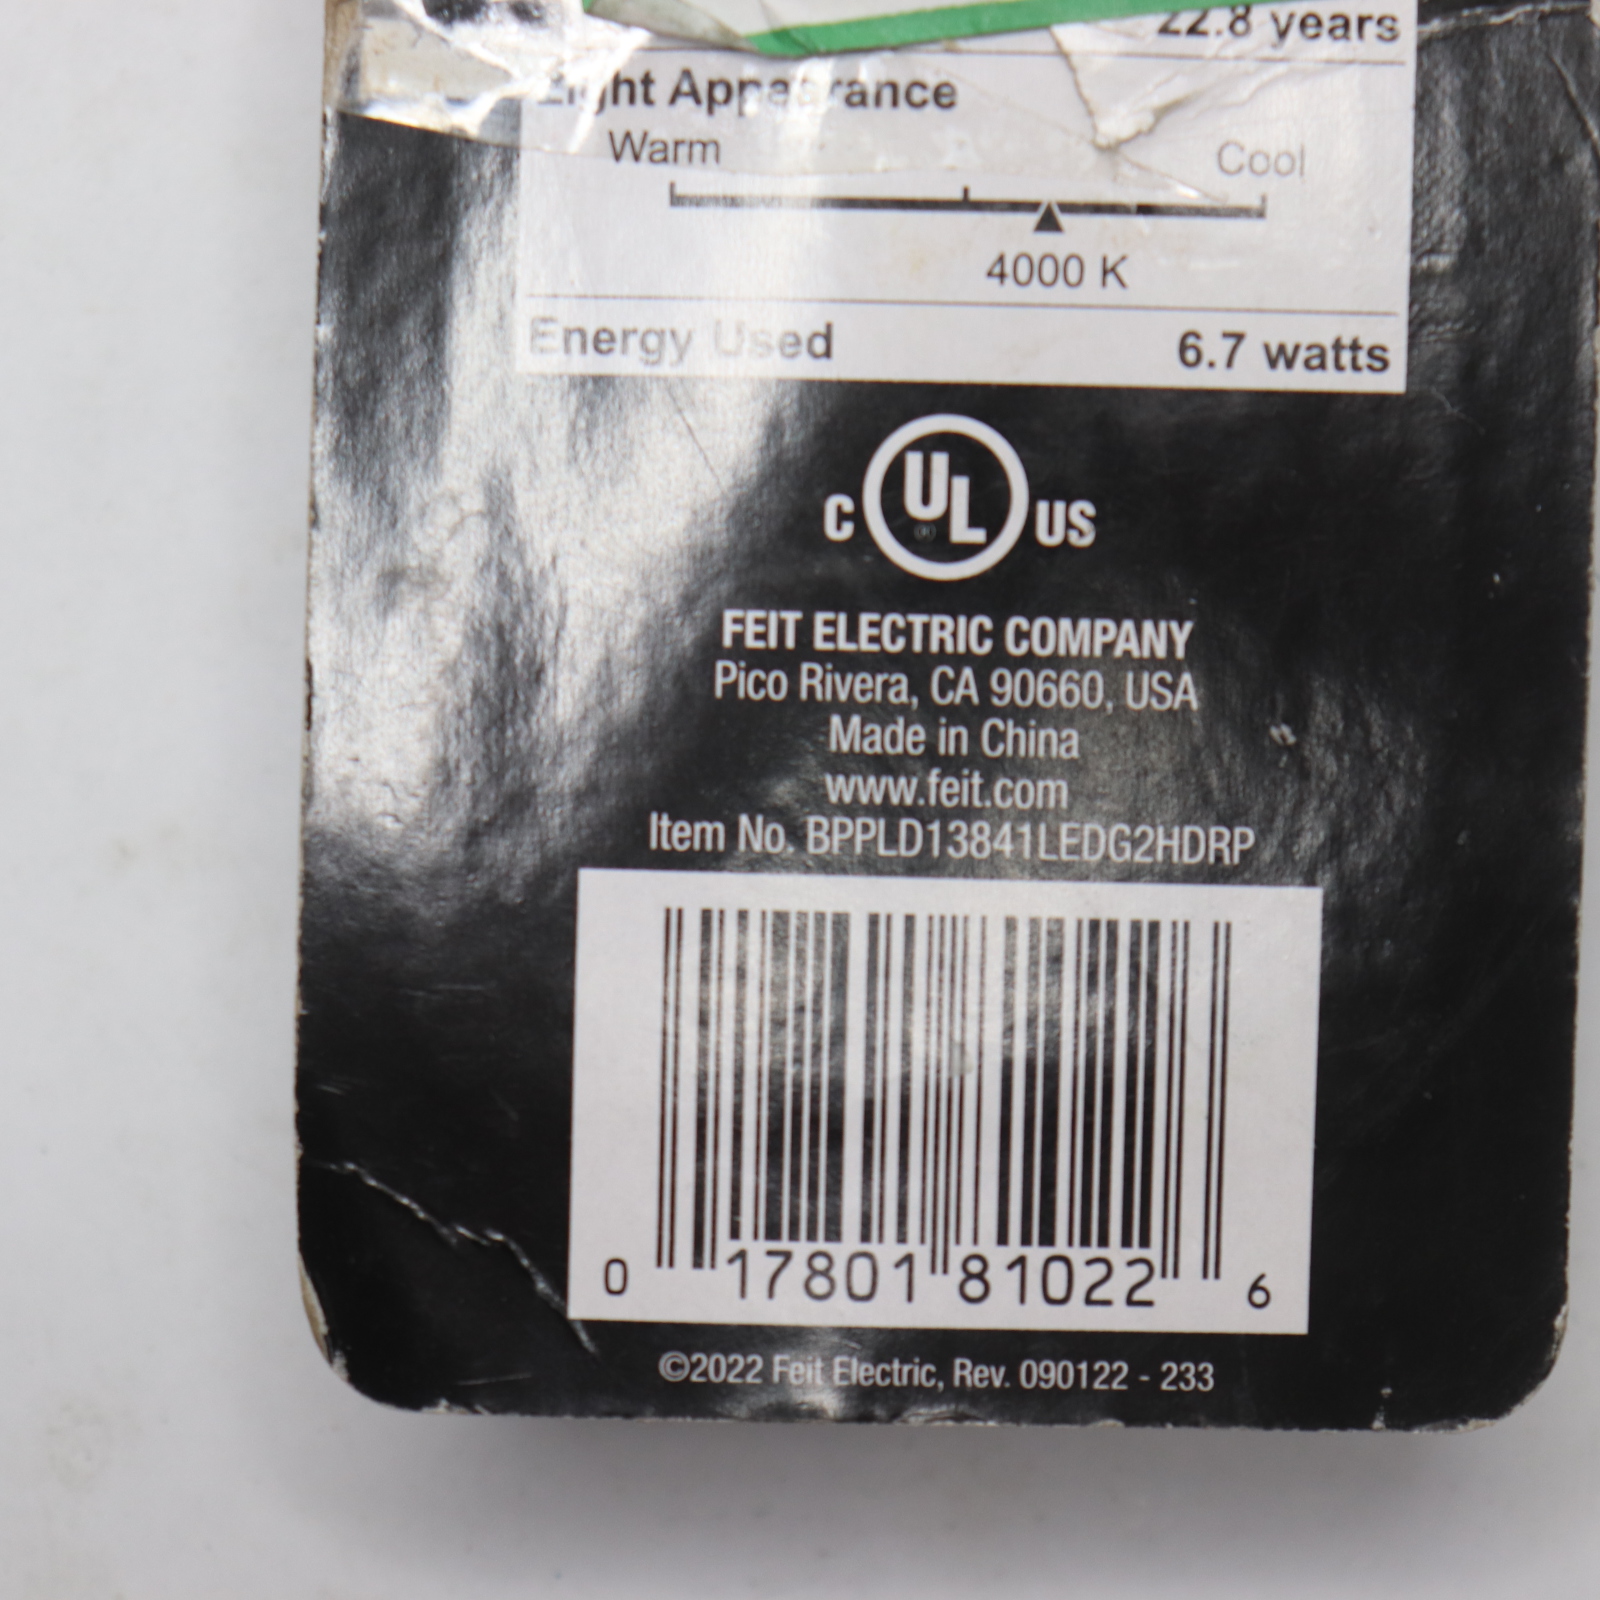 22.8 years
Light Appearance
Warm Cool
4000 K
Energy Used 6.7 watts
C UL ® US
FEIT ELECTRIC COMPANY
Pico Rivera, CA 90660, USA
Made in China
www.feit.com
Item No. BPPLD13841LEDG2HDRP
0 17801 81022 6
©2022 Feit Electric, Rev. 090122 - 233